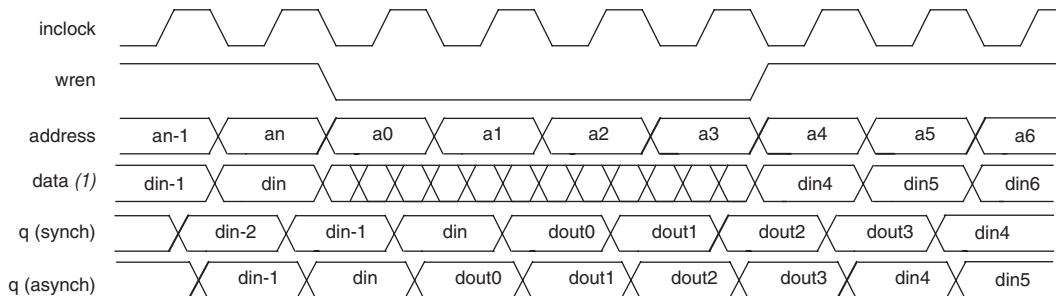 inclock
wren
address an-1 an a0 a1 a2 a3 a4 a5 a6
data (1) din-1 din din4 din5 din6
q (synch) din-2 din-1 din dout0 dout1 dout2 dout3 din4
q (asynch) din-1 din dout0 dout1 dout2 dout3 din4 din5